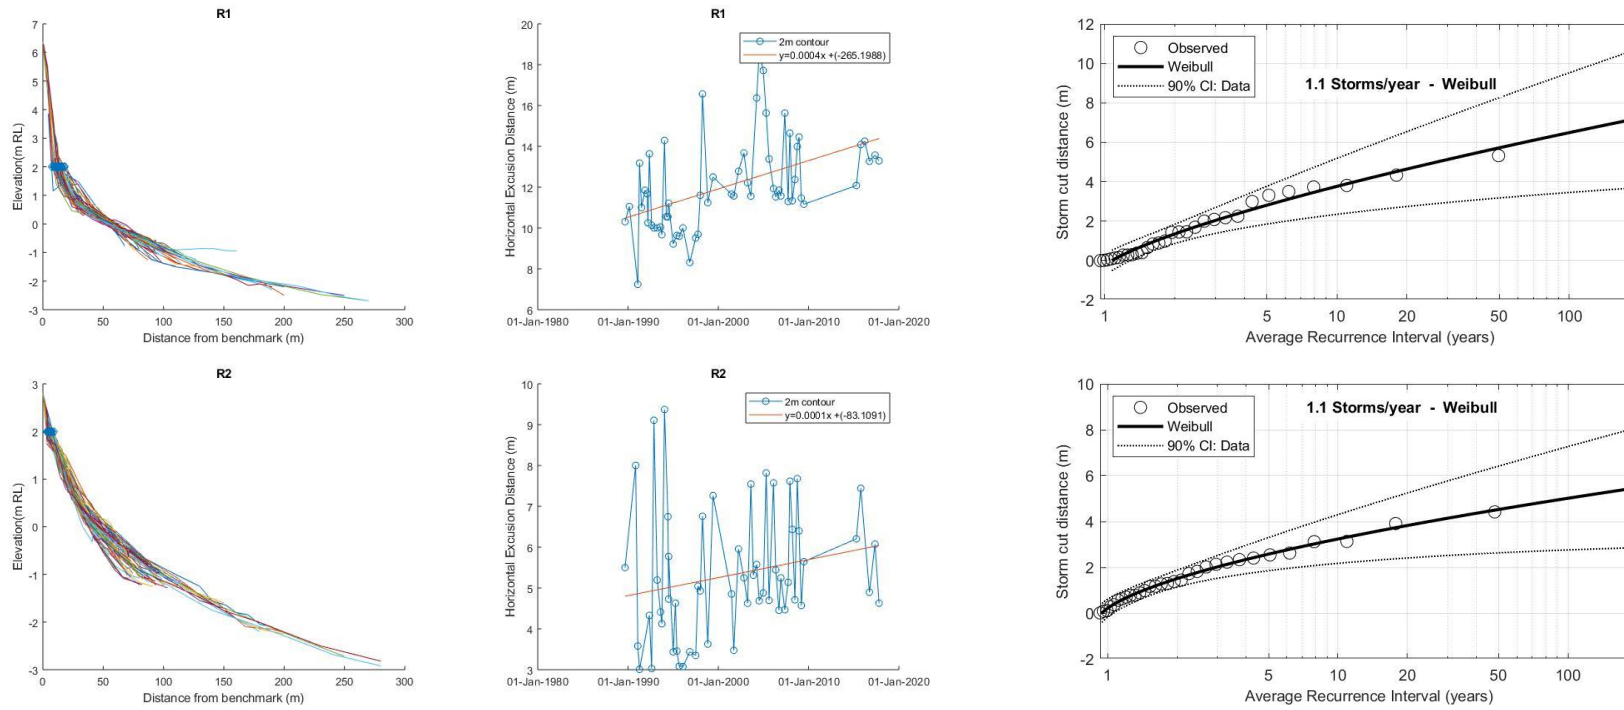 R1
7
6
5
4
3
2
1
0
-1
-2
-3
Elevation(m RL)
0 50 100 150 200 250 300
Distance from benchmark (m)
R1
20
18
16
14
12
10
8
6
Horizontal Excusion Distance (m)
2m contour
y=0.0004x +(-265.1988)
01-Jan-1980 01-Jan-1990 01-Jan-2000 01-Jan-2010 01-Jan-2020
12
10
8
6
4
2
0
-2
Storm cut distance (m)
Observed
Weibull
90% CI: Data
1.1 Storms/year - Weibull
1 5 10 20 50 100
Average Recurrence Interval (years)
R2
3
2
1
0
-1
-2
-3
Elevation(m RL)
0 50 100 150 200 250 300
Distance from benchmark (m)
R2
10
9
8
7
6
5
4
3
Horizontal Excusion Distance (m)
2m contour
y=0.0001x +(-83.1091)
01-Jan-1980 01-Jan-1990 01-Jan-2000 01-Jan-2010 01-Jan-2020
10
8
6
4
2
0
-2
Storm cut distance (m)
Observed
Weibull
90% CI: Data
1.1 Storms/year - Weibull
1 5 10 20 50 100
Average Recurrence Interval (years)